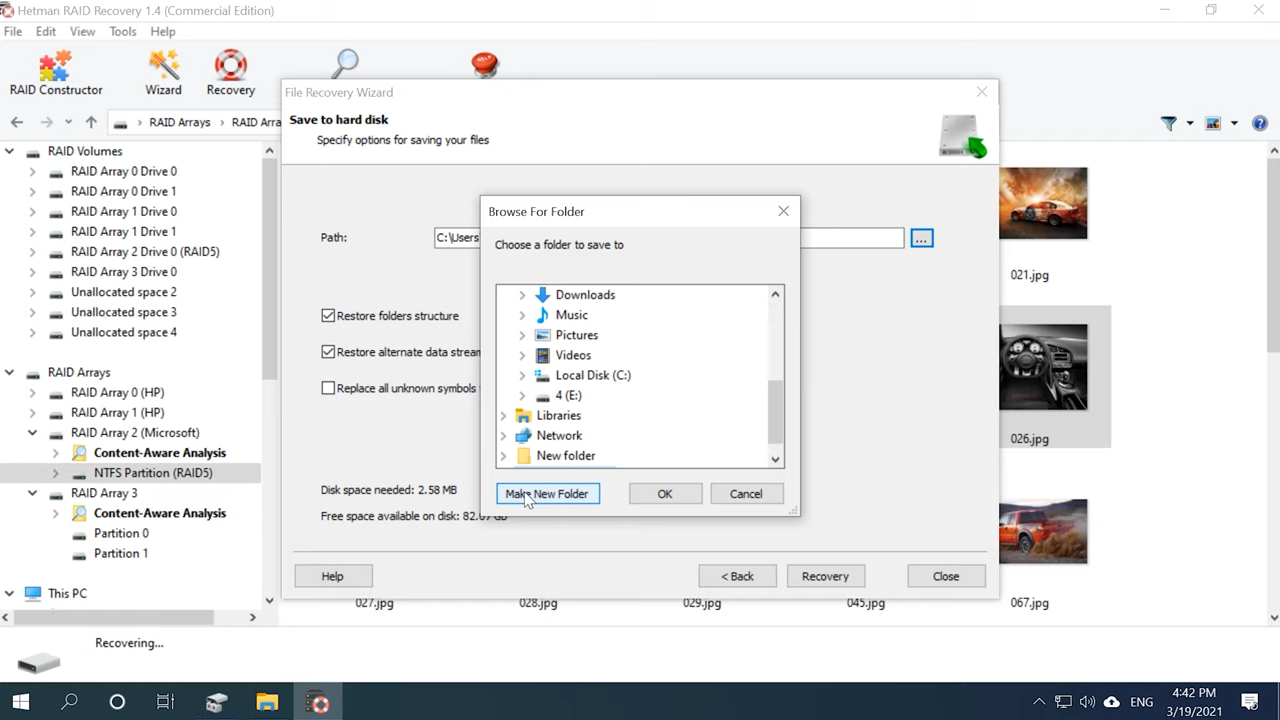 Hetman RAID Recovery 1.4 (Commercial Edition)
File Edit View Tools Help
RAID Constructor
Wizard
Recovery
HELP
RAID Arrays > RAID Arra
RAID Volumes
RAID Array 0 Drive 0
RAID Array 0 Drive 1
RAID Array 1 Drive 0
RAID Array 1 Drive 1
RAID Array 2 Drive 0 (RAID5)
RAID Array 3 Drive 0
Unallocated space 2
Unallocated space 3
Unallocated space 4
RAID Arrays
RAID Array 0 (HP)
RAID Array 1 (HP)
RAID Array 2 (Microsoft)
Content-Aware Analysis
NTFS Partition (RAID5)
RAID Array 3
Content-Aware Analysis
Partition 0
Partition 1
This PC
File Recovery Wizard
Save to hard disk
Specify options for saving your files
Path:
C:\Users
...
Restore folders structure
Restore alternate data stream
Replace all unknown symbols
Disk space needed: 2.58 MB
Free space available on disk: 82.07 GB
Help
< Back
Recovery
Close
Browse For Folder
Choose a folder to save to
Downloads
Music
Pictures
Videos
Local Disk (C:)
4 (E:)
Libraries
Network
New folder
Make New Folder
OK
Cancel
021.jpg
026.jpg
027.jpg
028.jpg
029.jpg
045.jpg
067.jpg
Recovering...
ENG
4:42 PM
3/19/2021